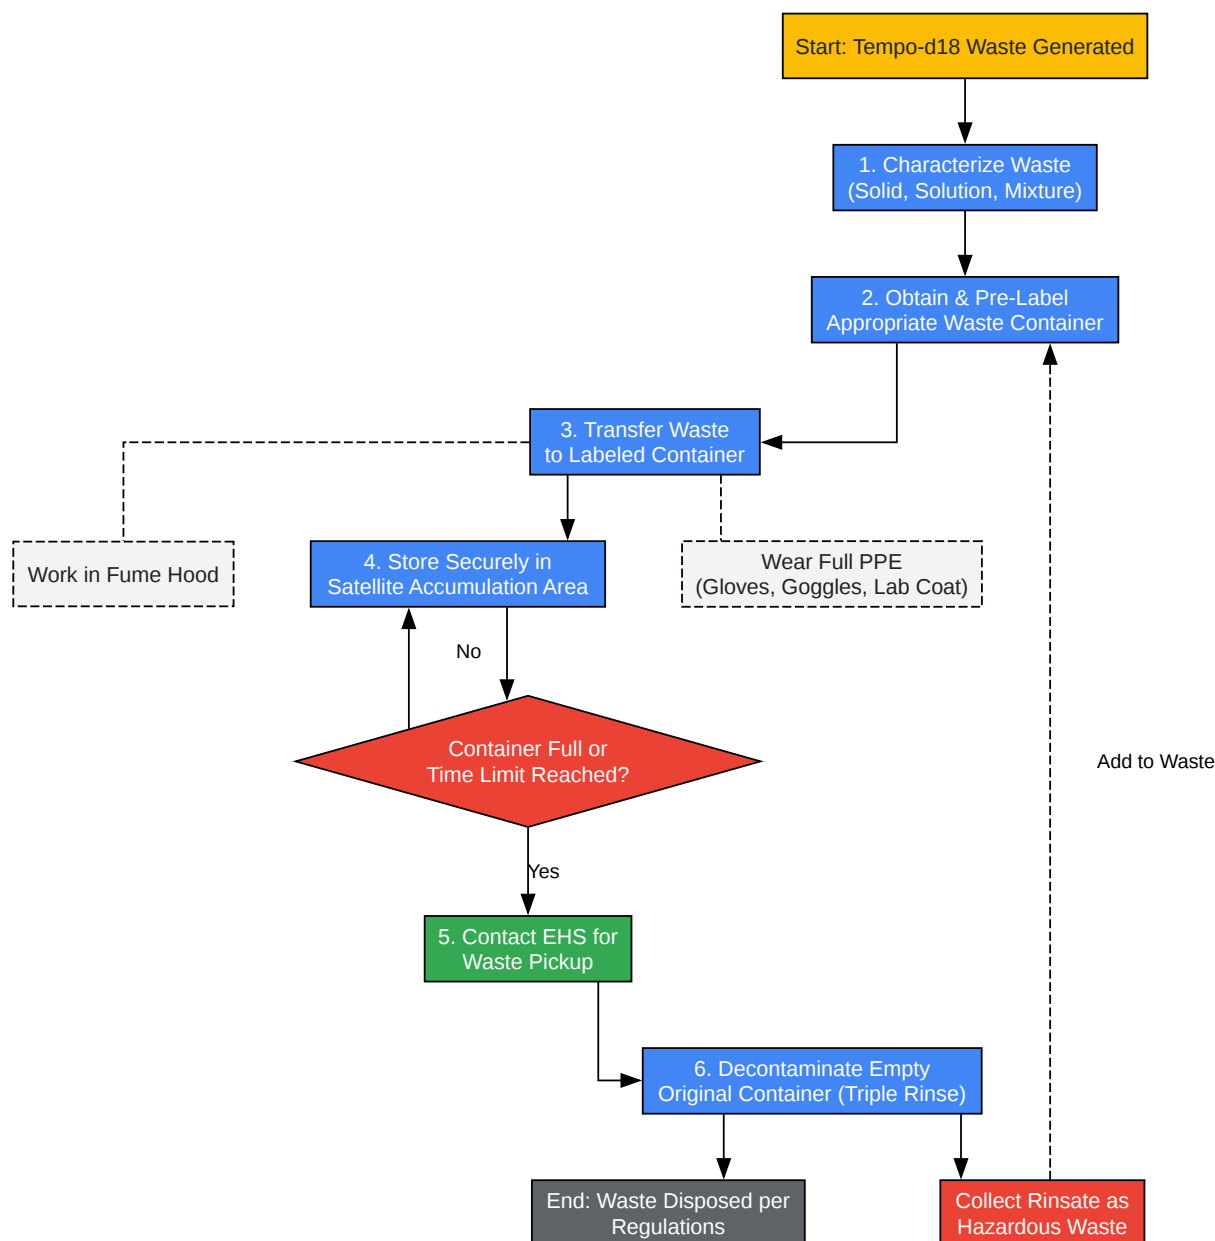 Start: Tempo-d18 Waste Generated
1. Characterize Waste
(Solid, Solution, Mixture)
2. Obtain & Pre-Label
Appropriate Waste Container
3. Transfer Waste
to Labeled Container
Work in Fume Hood
4. Store Securely in
Satellite Accumulation Area
Wear Full PPE
(Gloves, Goggles, Lab Coat)
No
Container Full or
Time Limit Reached?
Add to Waste
Yes
5. Contact EHS for
Waste Pickup
6. Decontaminate Empty
Original Container (Triple Rinse)
End: Waste Disposed per
Regulations
Collect Rinsate as
Hazardous Waste